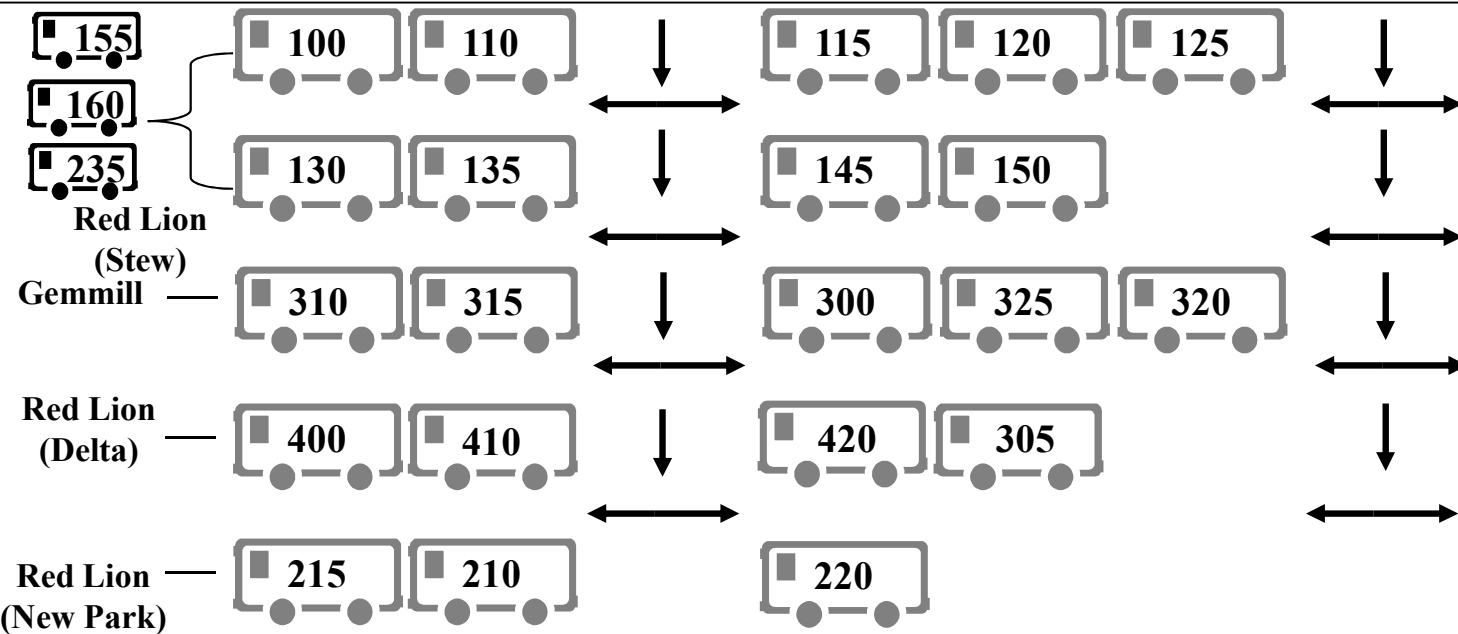 155
100 110 115 120 125
160
130 135 145 150
235
Red Lion
(Stew)
Gemmill 310 315 300 325 320
Red Lion
(Delta)
400 410 420 305
Red Lion
(New Park)
215 210 220